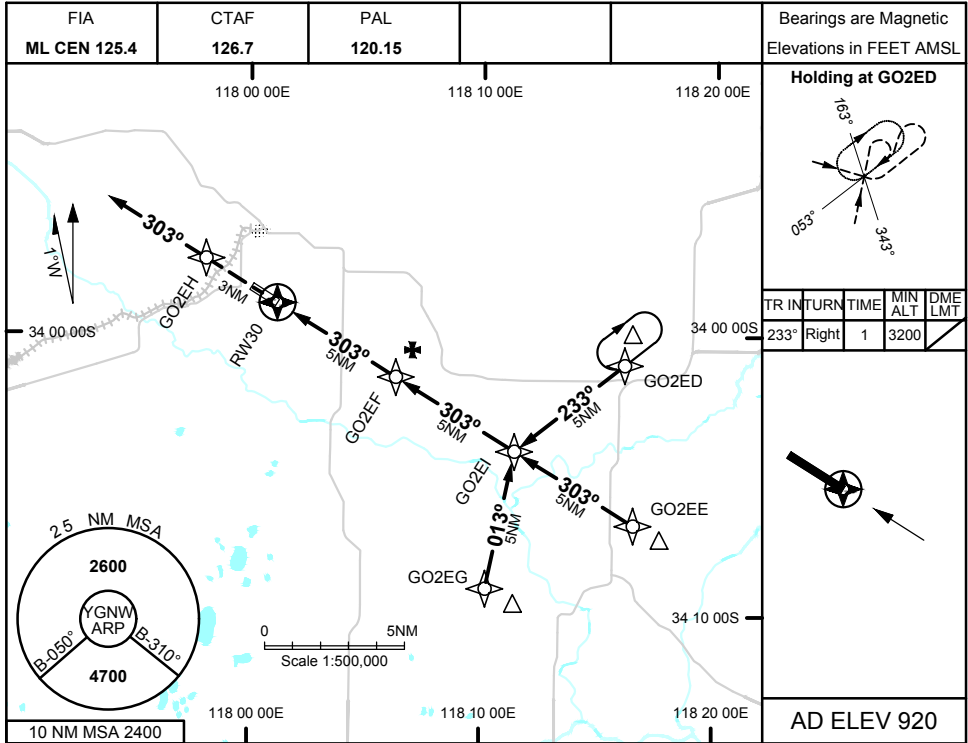 FIA
ML CEN 125.4
CTAF
126.7
PAL
120.15
Bearings are Magnetic
Elevations in FEET AMSL
118 00 00E
118 10 00E
118 20 00E
Holding at GO2ED
163°
053°
343°
TR IN TURN TIME MIN ALT DME LMT
233° Right 1 3200
1°W
303°
GO2EH
3NM
RW30
34 00 00S
34 00 00S
303°
5NM
GO2EF
303°
5NM
GO2EI
233°
5NM
GO2ED
303°
5NM
GO2EE
013°
5NM
GO2EG
34 10 00S
25 NM MSA
2600
YGNW
ARP
B-050°
B-310°
4700
0 5NM
Scale 1:500,000
118 00 00E
118 10 00E
118 20 00E
10 NM MSA 2400
AD ELEV 920